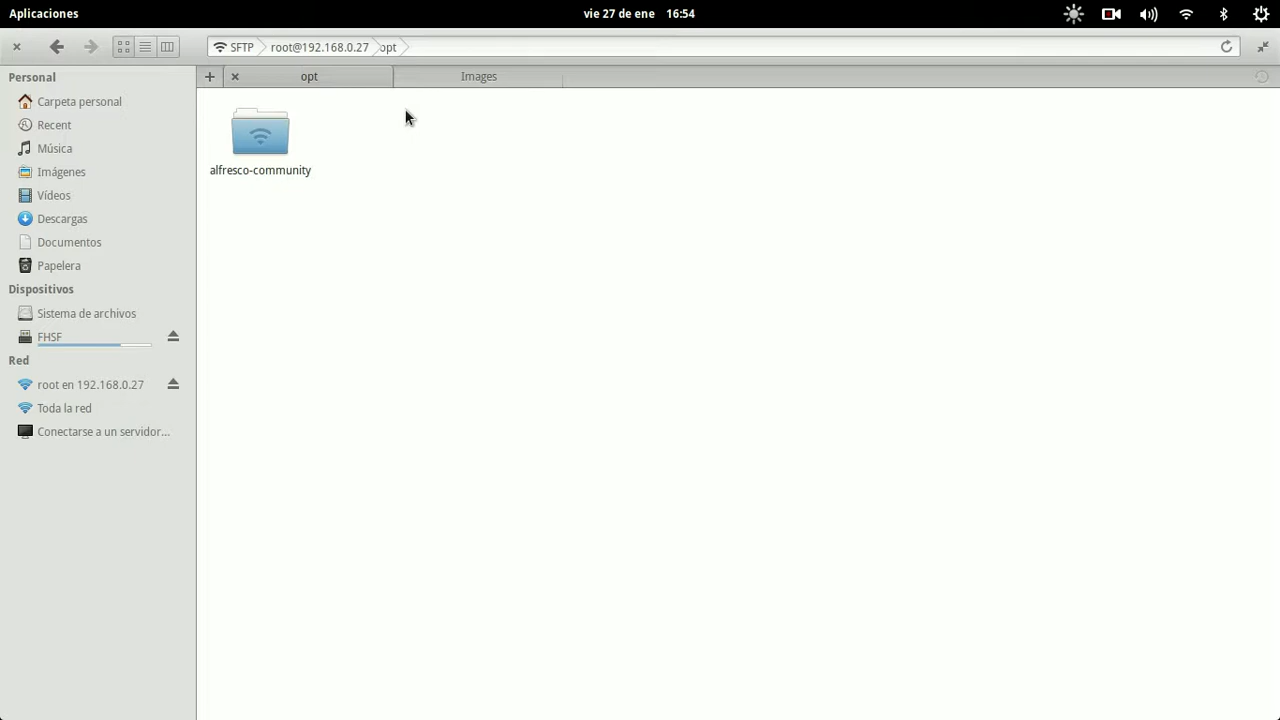 Aplicaciones
vie 27 de ene 16:54
SFTP root@192.168.0.27 opt
opt
Images
Personal
Carpeta personal
Recent
Música
Imágenes
Vídeos
Descargas
Documentos
Papelera
Dispositivos
Sistema de archivos
FHSF
Red
root en 192.168.0.27
Toda la red
Conectarse a un servidor...
alfresco-community